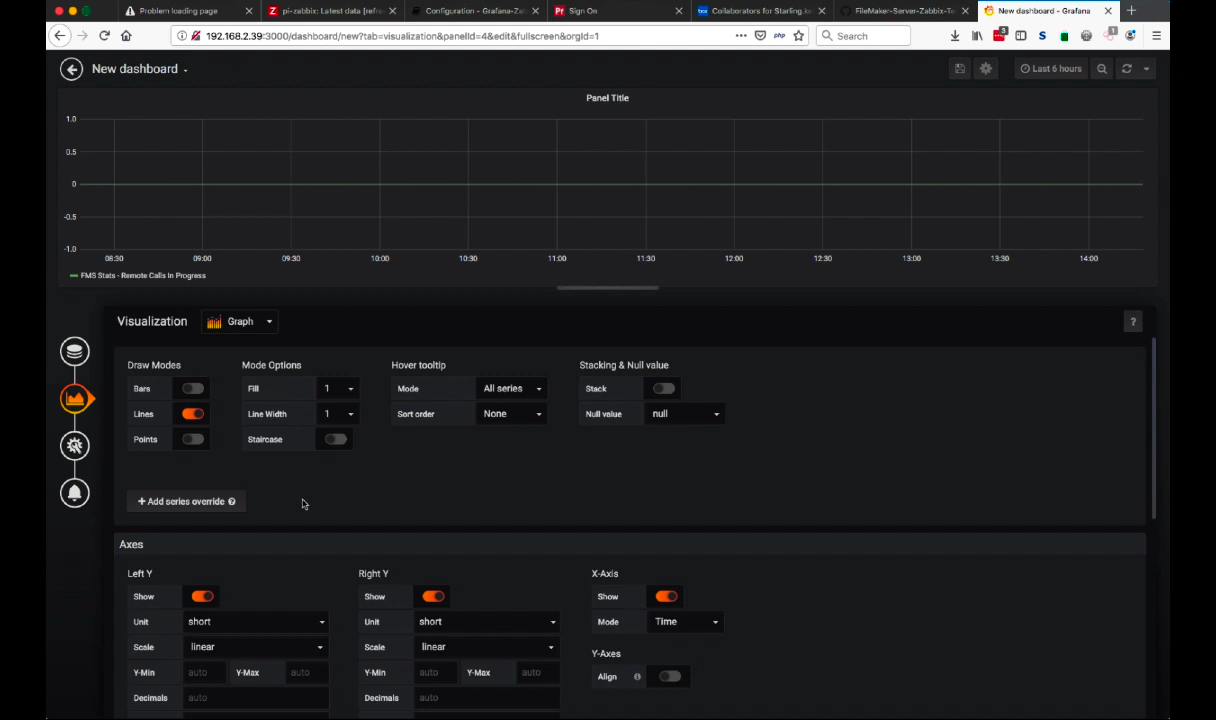 Problem loading page
pi-zabbix: Latest data [refre
Configuration - Grafana-Zab
Sign On
Collaborators for Starling.ke
FileMaker-Server-Zabbix-Te
New dashboard - Grafana
192.168.2.39:3000/dashboard/new?tab=visualization&panelId=4&edit&fullscreen&orgId=1
php
Search
New dashboard
Last 6 hours
Panel Title
1.0
0.5
0
-0.5
-1.0
08:30 09:00 09:30 10:00 10:30 11:00 11:30 12:00 12:30 13:00 13:30 14:00
FMS Stats - Remote Calls In Progress
Visualization Graph ?
Draw Modes Mode Options Hover tooltip Stacking & Null value
Bars Fill 1 Mode All series Stack
Lines Line Width 1 Sort order None Null value null
Points Staircase
+ Add series override
Axes
Left Y Right Y X-Axis
Show Show Show
Unit short Unit short Mode Time
Scale linear Scale linear
Y-Axes
Y-Min auto Y-Max auto Y-Min auto Y-Max auto Align
Decimals auto Decimals auto